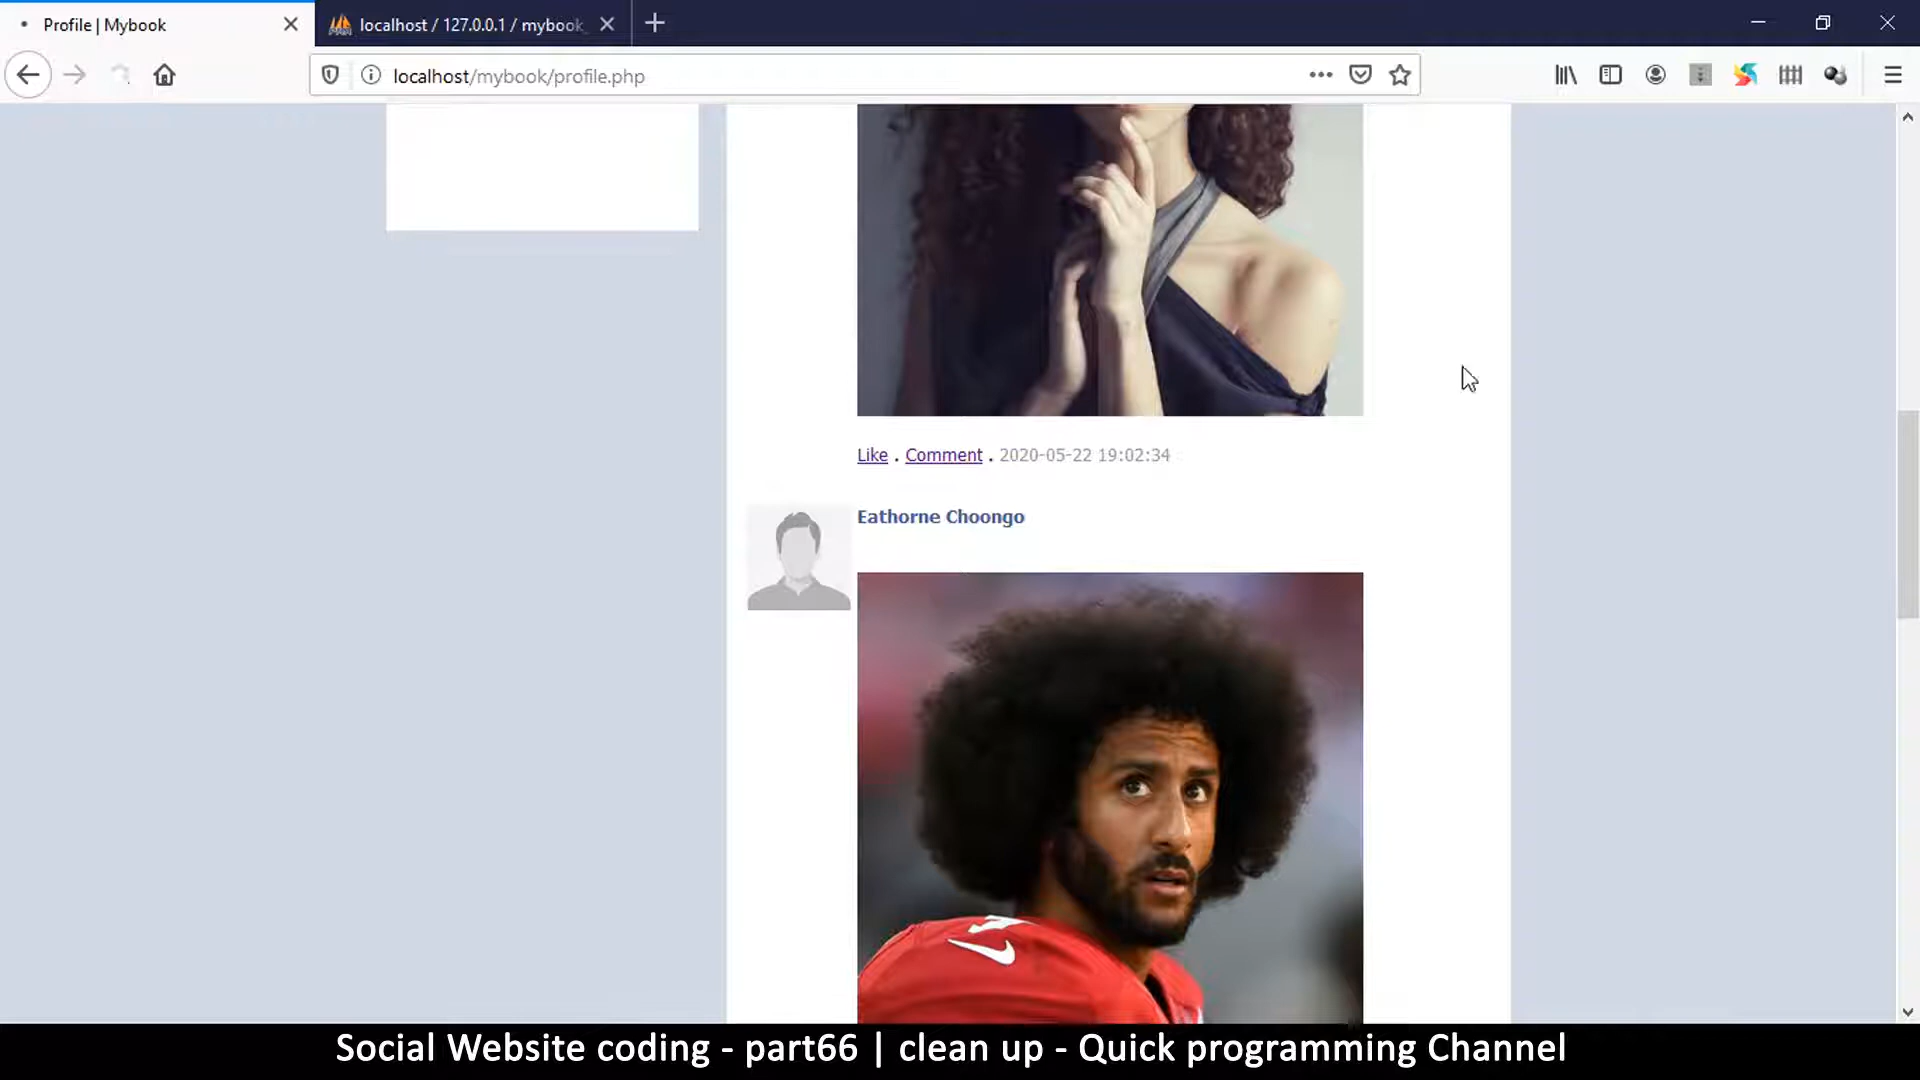 Profile | Mybook
localhost / 127.0.0.1 / mybook_
localhost/mybook/profile.php
Like . Comment . 2020-05-22 19:02:34
Eathorne Choongo
Social Website coding - part66 | clean up - Quick programming Channel